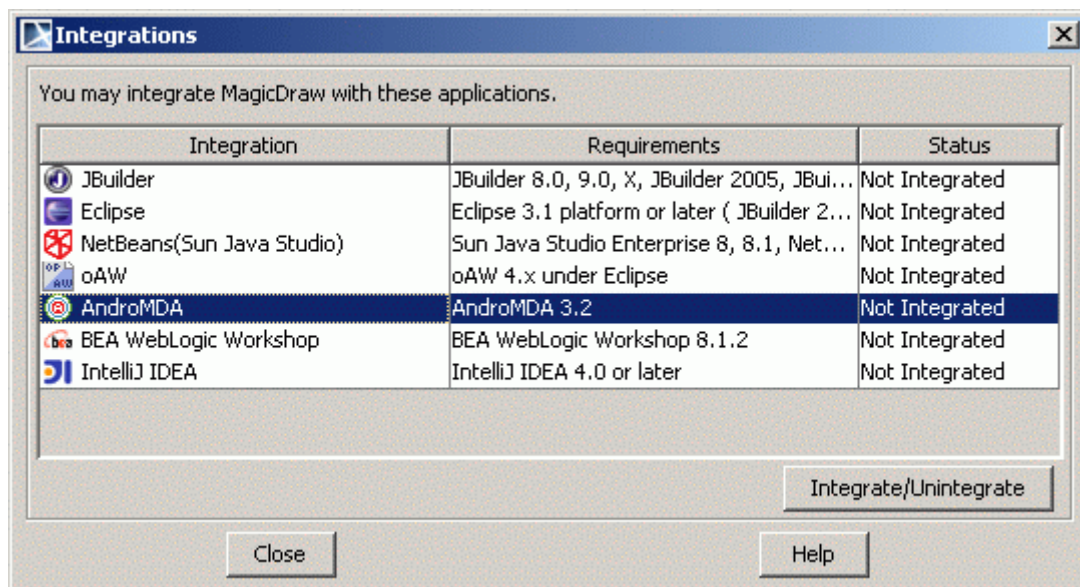 Integrations
You may integrate MagicDraw with these applications.
Integration Requirements Status
JBuilder JBuilder 8.0, 9.0, X, JBuilder 2005, JBui... Not Integrated
Eclipse Eclipse 3.1 platform or later ( JBuilder 2... Not Integrated
NetBeans(Sun Java Studio) Sun Java Studio Enterprise 8, 8.1, Net... Not Integrated
oAW oAW 4.x under Eclipse Not Integrated
AndroMDA AndroMDA 3.2 Not Integrated
BEA WebLogic Workshop BEA WebLogic Workshop 8.1.2 Not Integrated
IntelliJ IDEA IntelliJ IDEA 4.0 or later Not Integrated
Integrate/Unintegrate
Close Help